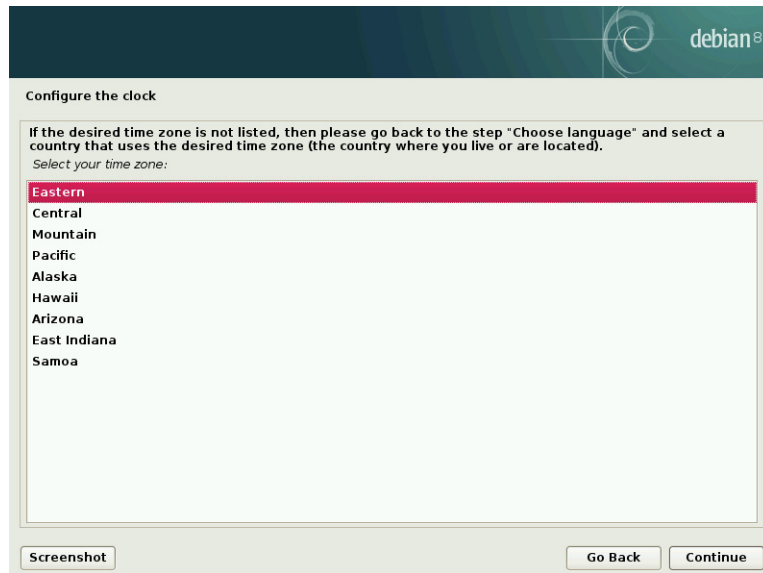 debian 8
Configure the clock
If the desired time zone is not listed, then please go back to the step "Choose language" and select a
country that uses the desired time zone (the country where you live or are located).
Select your time zone:
Eastern
Central
Mountain
Pacific
Alaska
Hawaii
Arizona
East Indiana
Samoa
Screenshot
Go Back
Continue